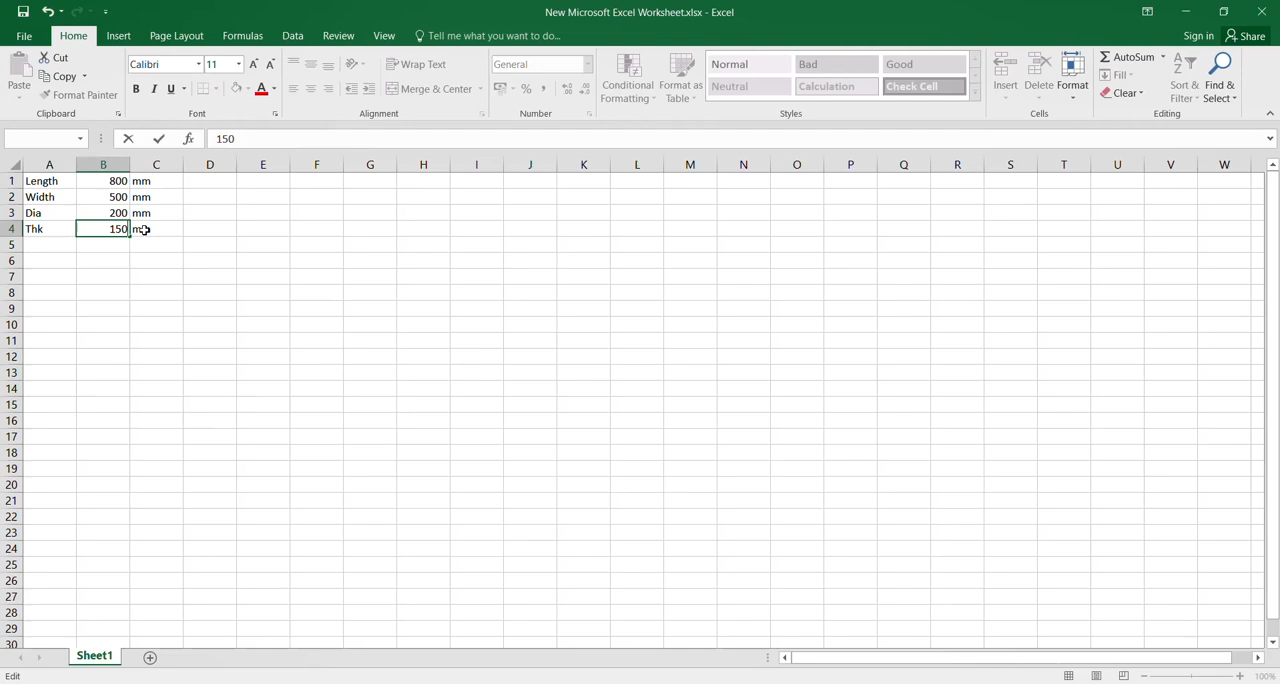 New Microsoft Excel Worksheet.xlsx - Excel
File Home Insert Page Layout Formulas Data Review View Tell me what you want to do... Sign in Share
Paste
Cut
Copy
Format Painter
Clipboard
Calibri 11
B I U
Font
Wrap Text
Merge & Center
Alignment
General
%
Number
Conditional Formatting
Format as Table
Normal Bad Good
Neutral Calculation Check Cell
Styles
Insert Delete Format
Cells
AutoSum
Fill
Clear
Sort & Filter
Find & Select
Editing
fx 150
A B C D E F G H I J K L M N O P Q R S T U V W
1 Length 800 mm
2 Width 500 mm
3 Dia 200 mm
4 Thk 150
5
6
7
8
9
10
11
12
13
14
15
16
17
18
19
20
21
22
23
24
25
26
27
28
29
30
Sheet1
Edit 100%